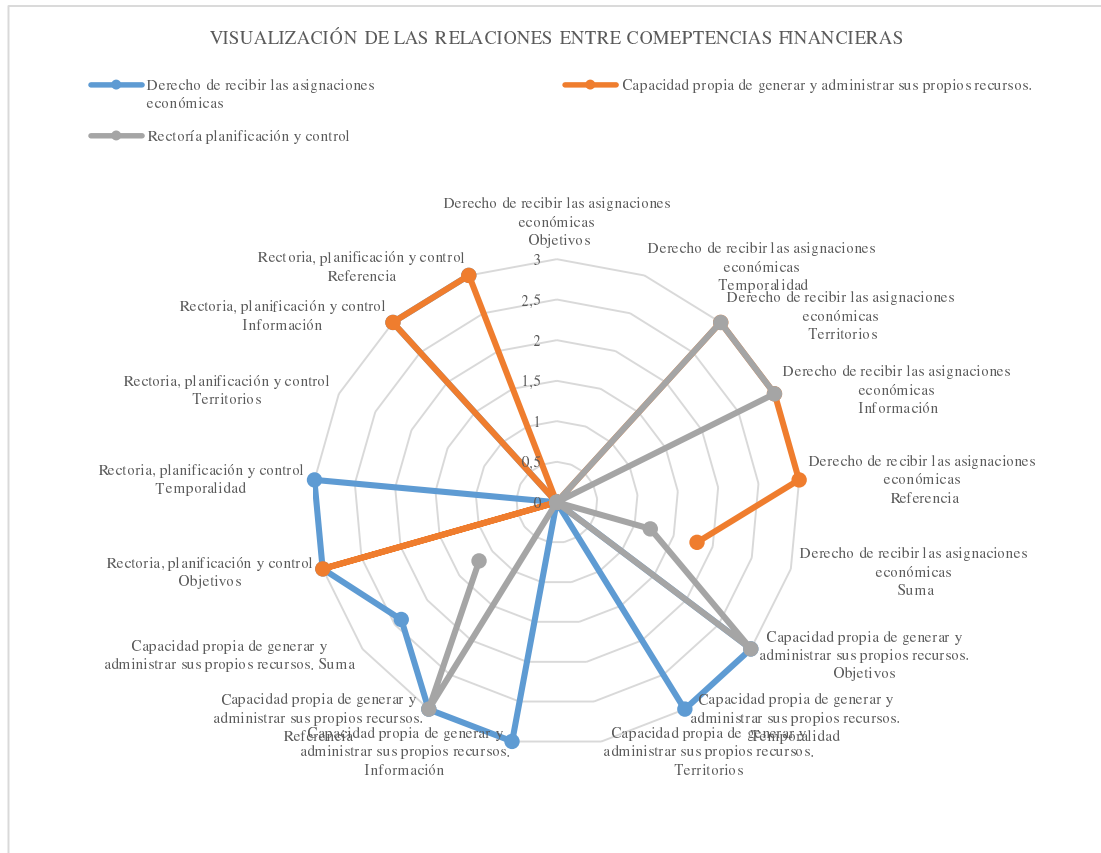 VISUALIZACIÓN DE LAS RELACIONES ENTRE COMEPTENCIAS FINANCIERAS
Derecho de recibir las asignaciones
económicas
Capacidad propia de generar y administrar sus propios recursos.
Rectoría planificación y control
Derecho de recibir las asignaciones
económicas
Objetivos
Derecho de recibir las asignaciones
económicas
Temporalidad
Derecho de recibir las asignaciones
económicas
Territorios
Derecho de recibir las asignaciones
económicas
Información
Derecho de recibir las asignaciones
económicas
Referencia
Derecho de recibir las asignaciones
económicas
Suma
Capacidad propia de generar y
administrar sus propios recursos.
Objetivos
Capacidad propia de generar y
administrar sus propios recursos.
Temporalidad
Capacidad propia de generar y
administrar sus propios recursos.
Territorios
Capacidad propia de generar y
administrar sus propios recursos.
Información
Capacidad propia de generar y
administrar sus propios recursos.
Referencia
Capacidad propia de generar y
administrar sus propios recursos. Suma
Rectoria, planificación y control
Objetivos
Rectoria, planificación y control
Temporalidad
Rectoria, planificación y control
Territorios
Rectoria, planificación y control
Información
Rectoria, planificación y control
Referencia
3
2,5
2
1,5
1
0,5
0